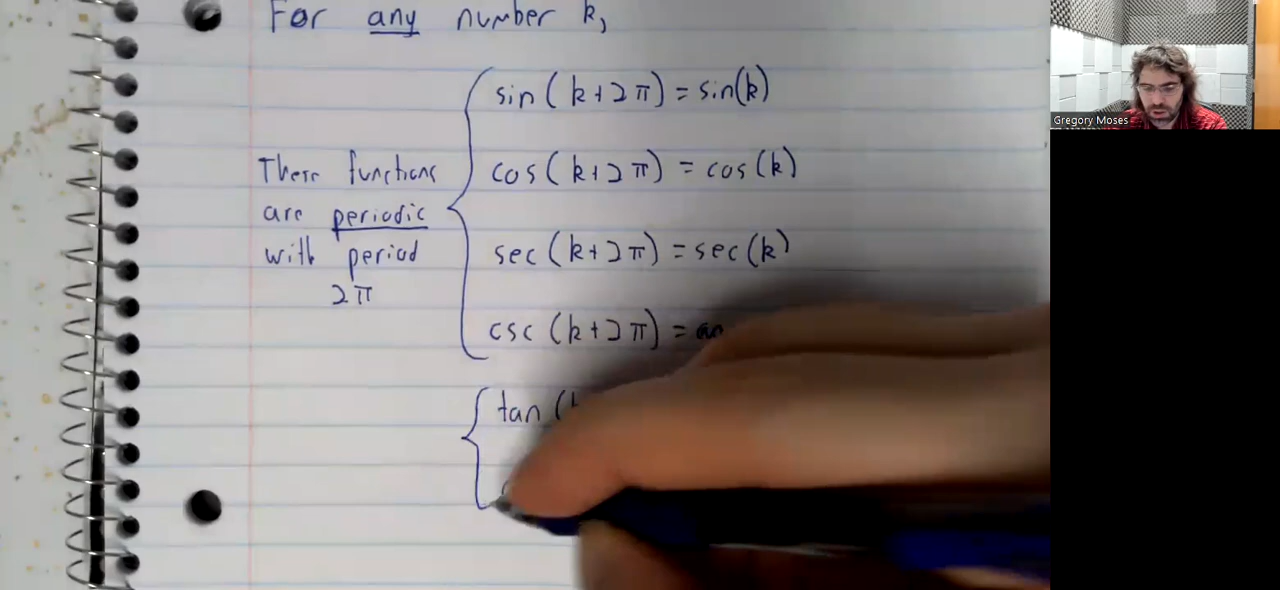 For any number k,
sin(k+2π) = sin(k)
These functions
cos(k+2π) = cos(k)
are periodic
with period
sec(k+2π) = sec(k)
2π
csc(k+2π) =
tan (
Gregory Moses